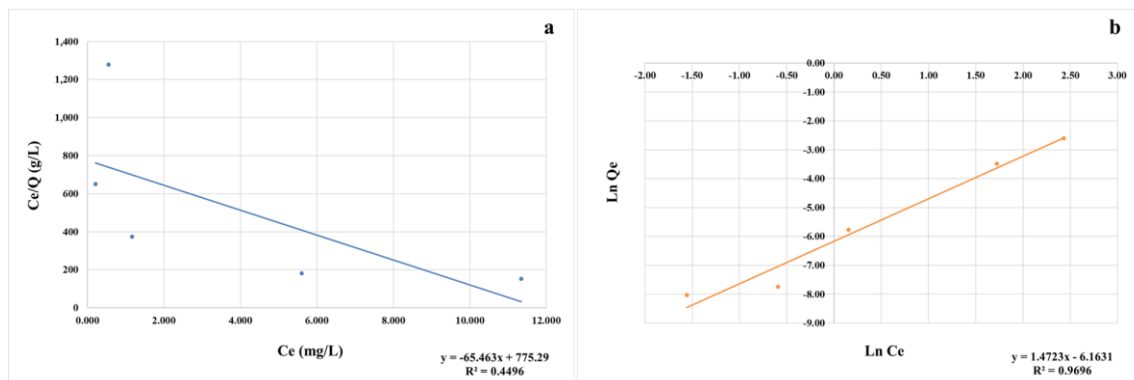 a
1,400
1,200
1,000
800
600
400
200
0
0.000 2.000 4.000 6.000 8.000 10.000 12.000
Ce/Q (g/L)
Ce (mg/L)
y = -65.463x + 775.29
R² = 0.4496
b
0.00
-2.00 -1.50 -1.00 -0.50 0.00 0.50 1.00 1.50 2.00 2.50 3.00
-1.00
-2.00
-3.00
-4.00
-5.00
-6.00
-7.00
-8.00
-9.00
Ln Qe
Ln Ce
y = 1.4723x - 6.1631
R² = 0.9696